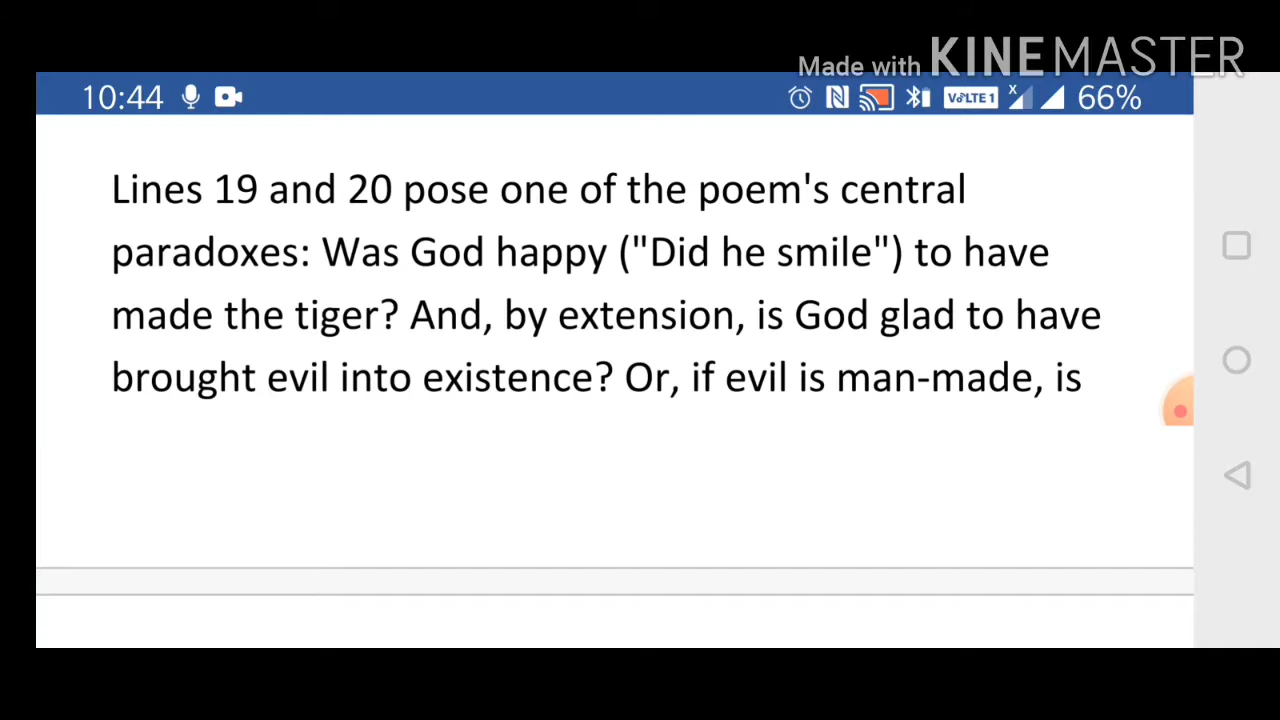 Made with KINEMASTER
10:44 VoLTE 1 X 66%
Lines 19 and 20 pose one of the poem's central
paradoxes: Was God happy ("Did he smile") to have
made the tiger? And, by extension, is God glad to have
brought evil into existence? Or, if evil is man-made, is